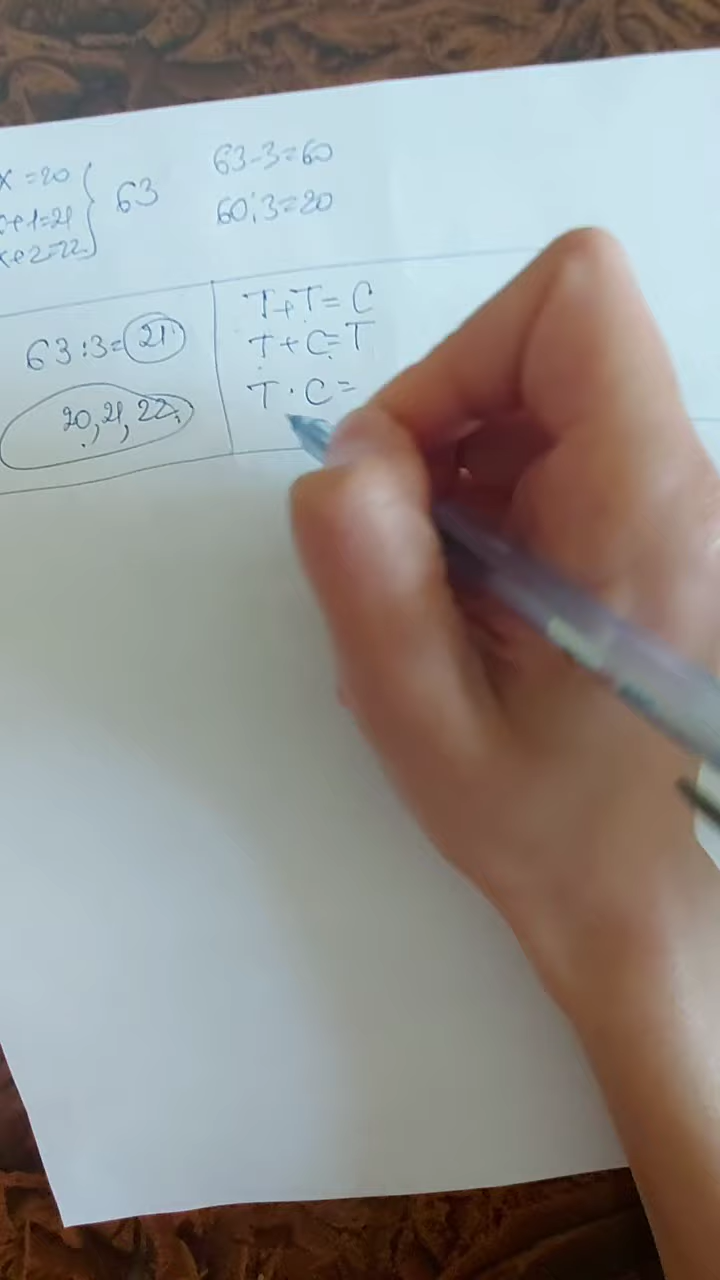 x = 20
x+1=21
x+2=22
63
63-3=60
60:3=20
63:3=21
20, 21, 22
T+T=C
T+C=T
T·C=